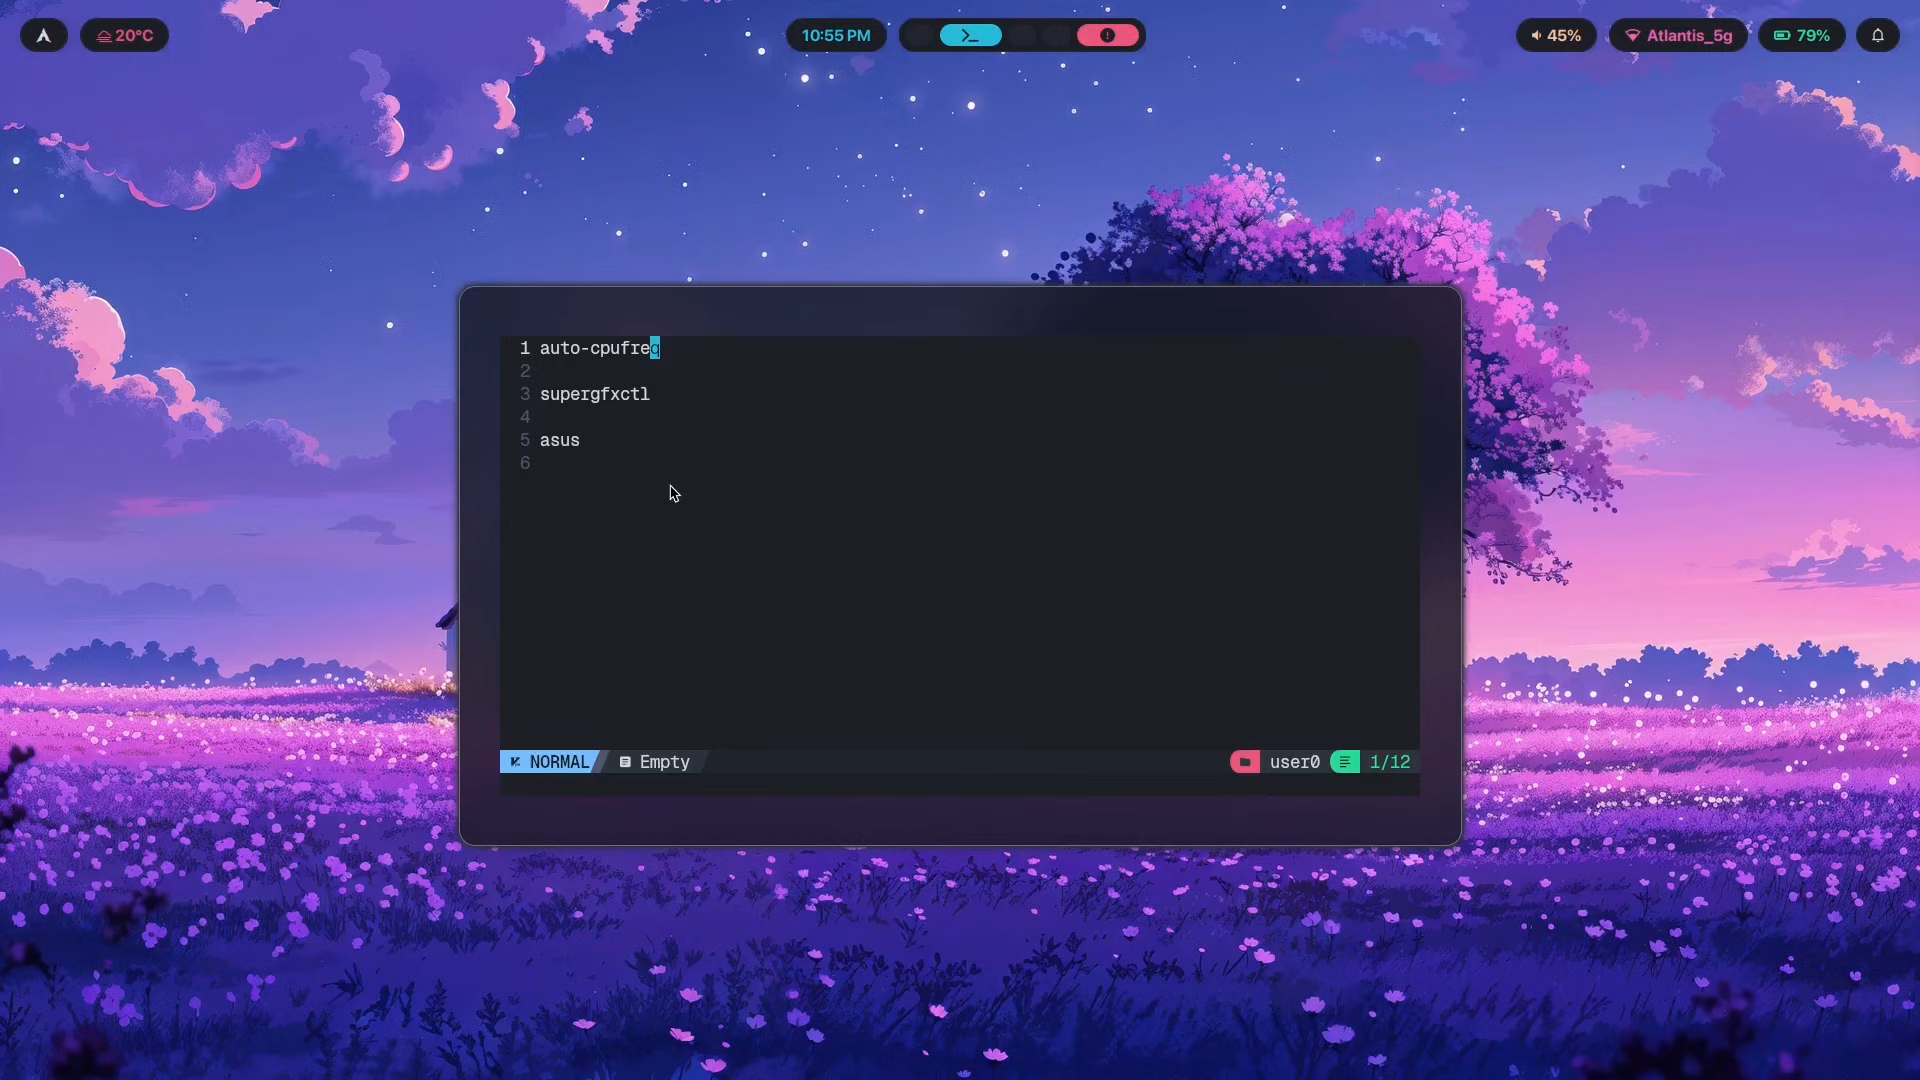 20°C
10:55 PM
45%
Atlantis_5g
79%
1 auto-cpufreq
2
3 supergfxctl
4
5 asus
6
NORMAL Empty user0 1/12